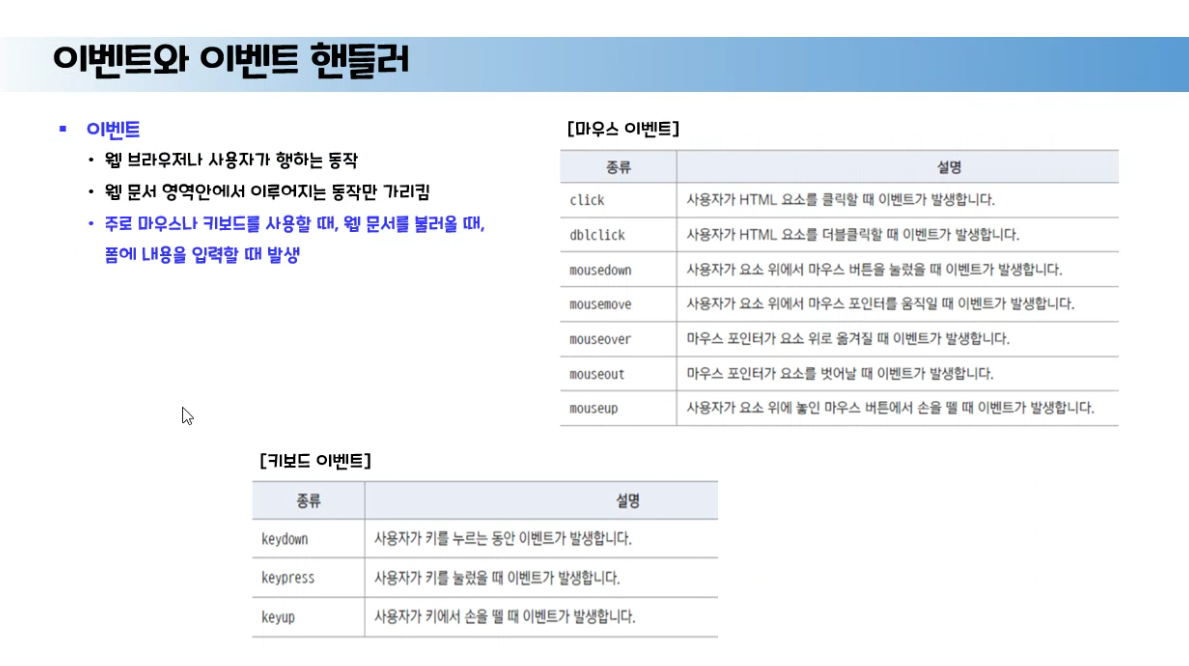 이벤트와 이벤트 핸들러
▪ 이벤트
• 웹 브라우저나 사용자가 행하는 동작
• 웹 문서 영역안에서 이루어지는 동작만 가리킴
• 주로 마우스나 키보드를 사용할 때, 웹 문서를 불러올 때,
폼에 내용을 입력할 때 발생
[마우스 이벤트]
종류 설명
click 사용자가 HTML 요소를 클릭할 때 이벤트가 발생합니다.
dblclick 사용자가 HTML 요소를 더블클릭할 때 이벤트가 발생합니다.
mousedown 사용자가 요소 위에서 마우스 버튼을 눌렀을 때 이벤트가 발생합니다.
mousemove 사용자가 요소 위에서 마우스 포인터를 움직일 때 이벤트가 발생합니다.
mouseover 마우스 포인터가 요소 위로 옮겨질 때 이벤트가 발생합니다.
mouseout 마우스 포인터가 요소를 벗어날 때 이벤트가 발생합니다.
mouseup 사용자가 요소 위에 놓인 마우스 버튼에서 손을 뗄 때 이벤트가 발생합니다.
[키보드 이벤트]
종류 설명
keydown 사용자가 키를 누르는 동안 이벤트가 발생합니다.
keypress 사용자가 키를 눌렀을 때 이벤트가 발생합니다.
keyup 사용자가 키에서 손을 뗄 때 이벤트가 발생합니다.